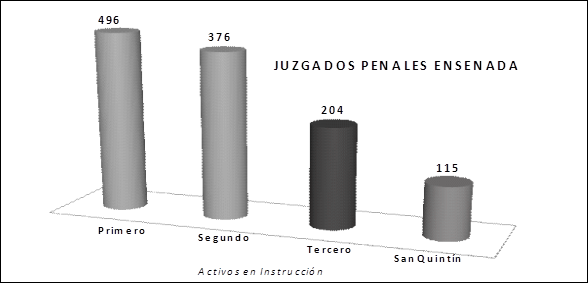 496
376
JUZGADOS PENALES ENSENADA
204
115
Primero
Segundo
Tercero
San Quintín
Activos en Instrucción